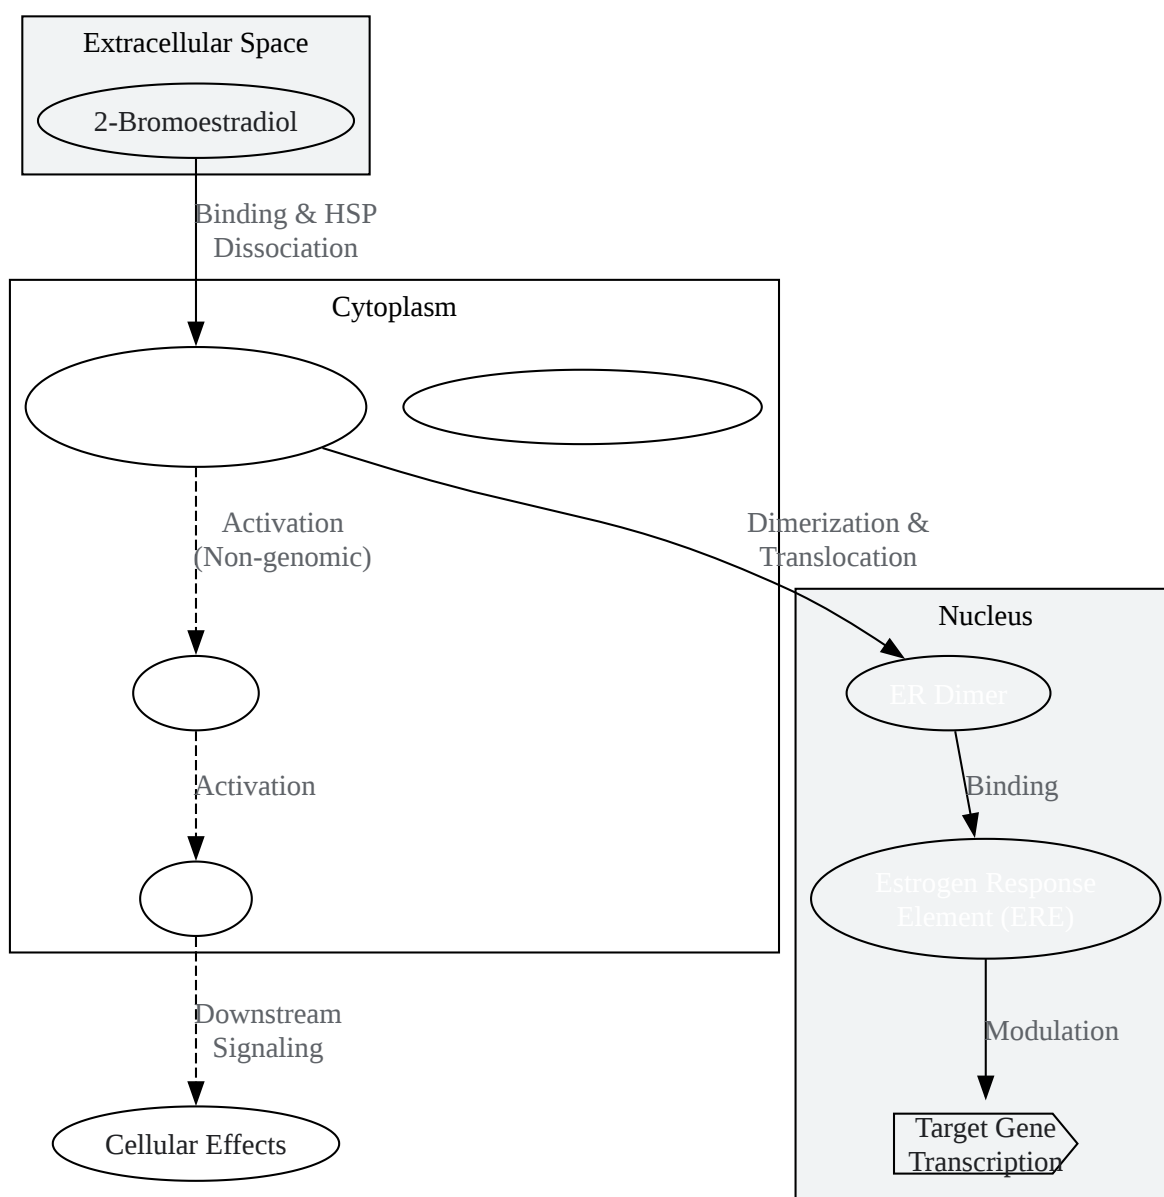 Extracellular Space
2-Bromoestradiol
Binding & HSP
Dissociation
Cytoplasm
Activation
(Non-genomic)
Dimerization &
Translocation
Nucleus
ER Dimer
Activation
Binding
Estrogen Response
Element (ERE)
Downstream
Signaling
Modulation
Cellular Effects
Target Gene
Transcription